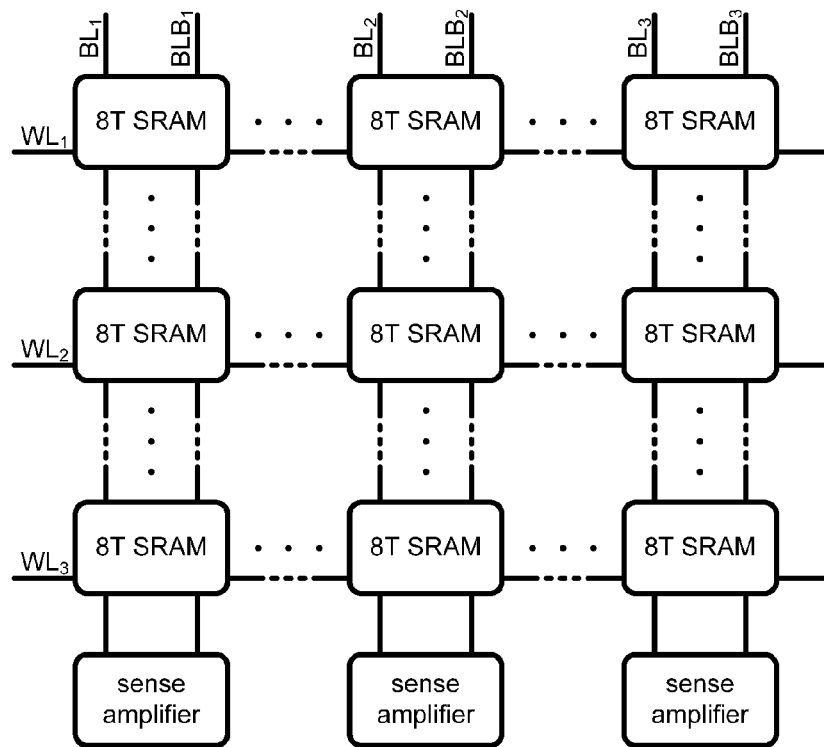 BL₁ BLB₁ BL₂ BLB₂ BL₃ BLB₃
8T SRAM 8T SRAM 8T SRAM
WL₁
8T SRAM 8T SRAM 8T SRAM
WL₂
8T SRAM 8T SRAM 8T SRAM
WL₃
sense amplifier
sense amplifier
sense amplifier